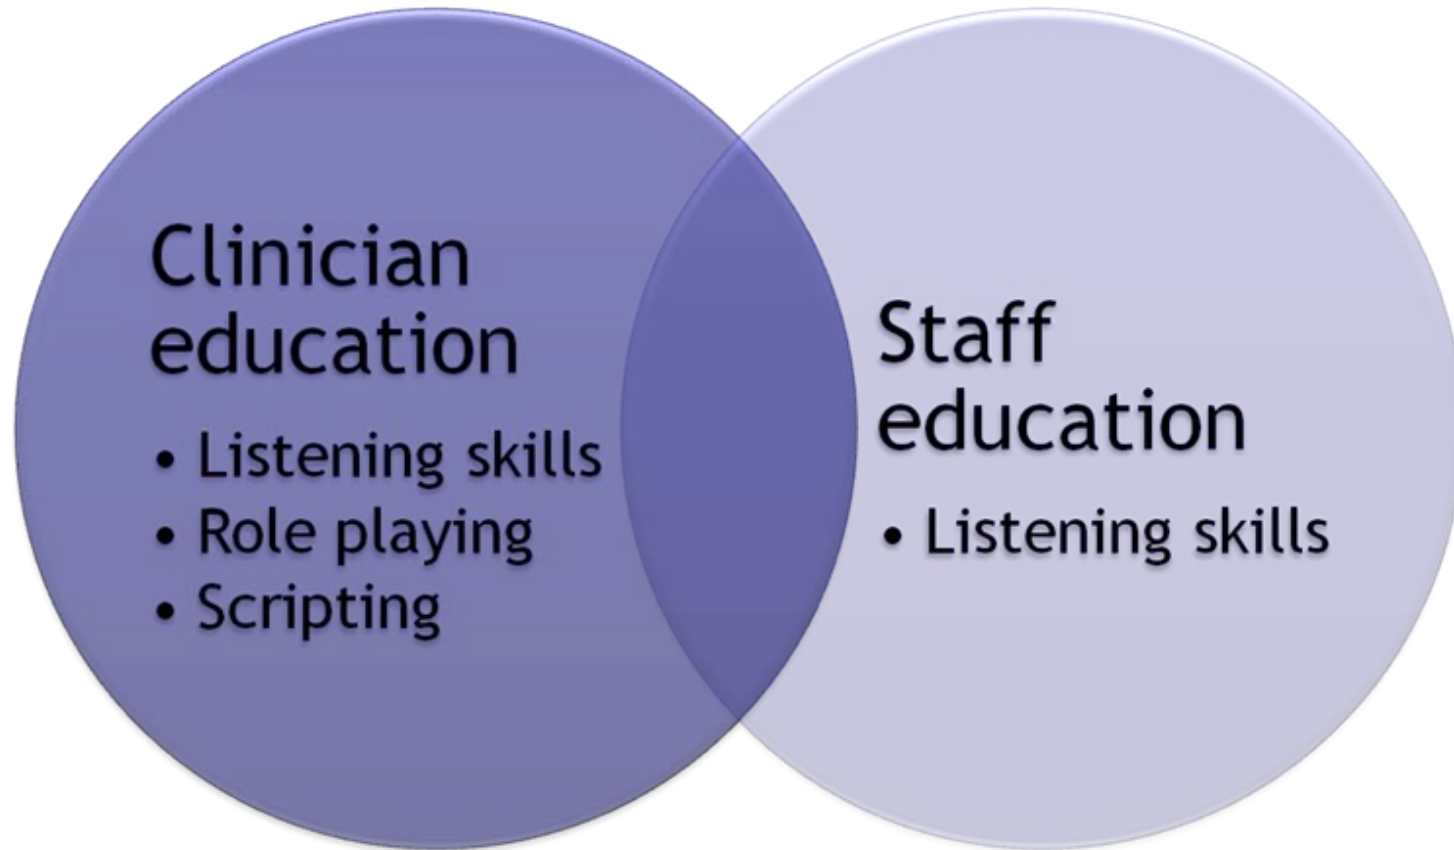 Clinician
education
• Listening skills
• Role playing
• Scripting
Staff
education
• Listening skills